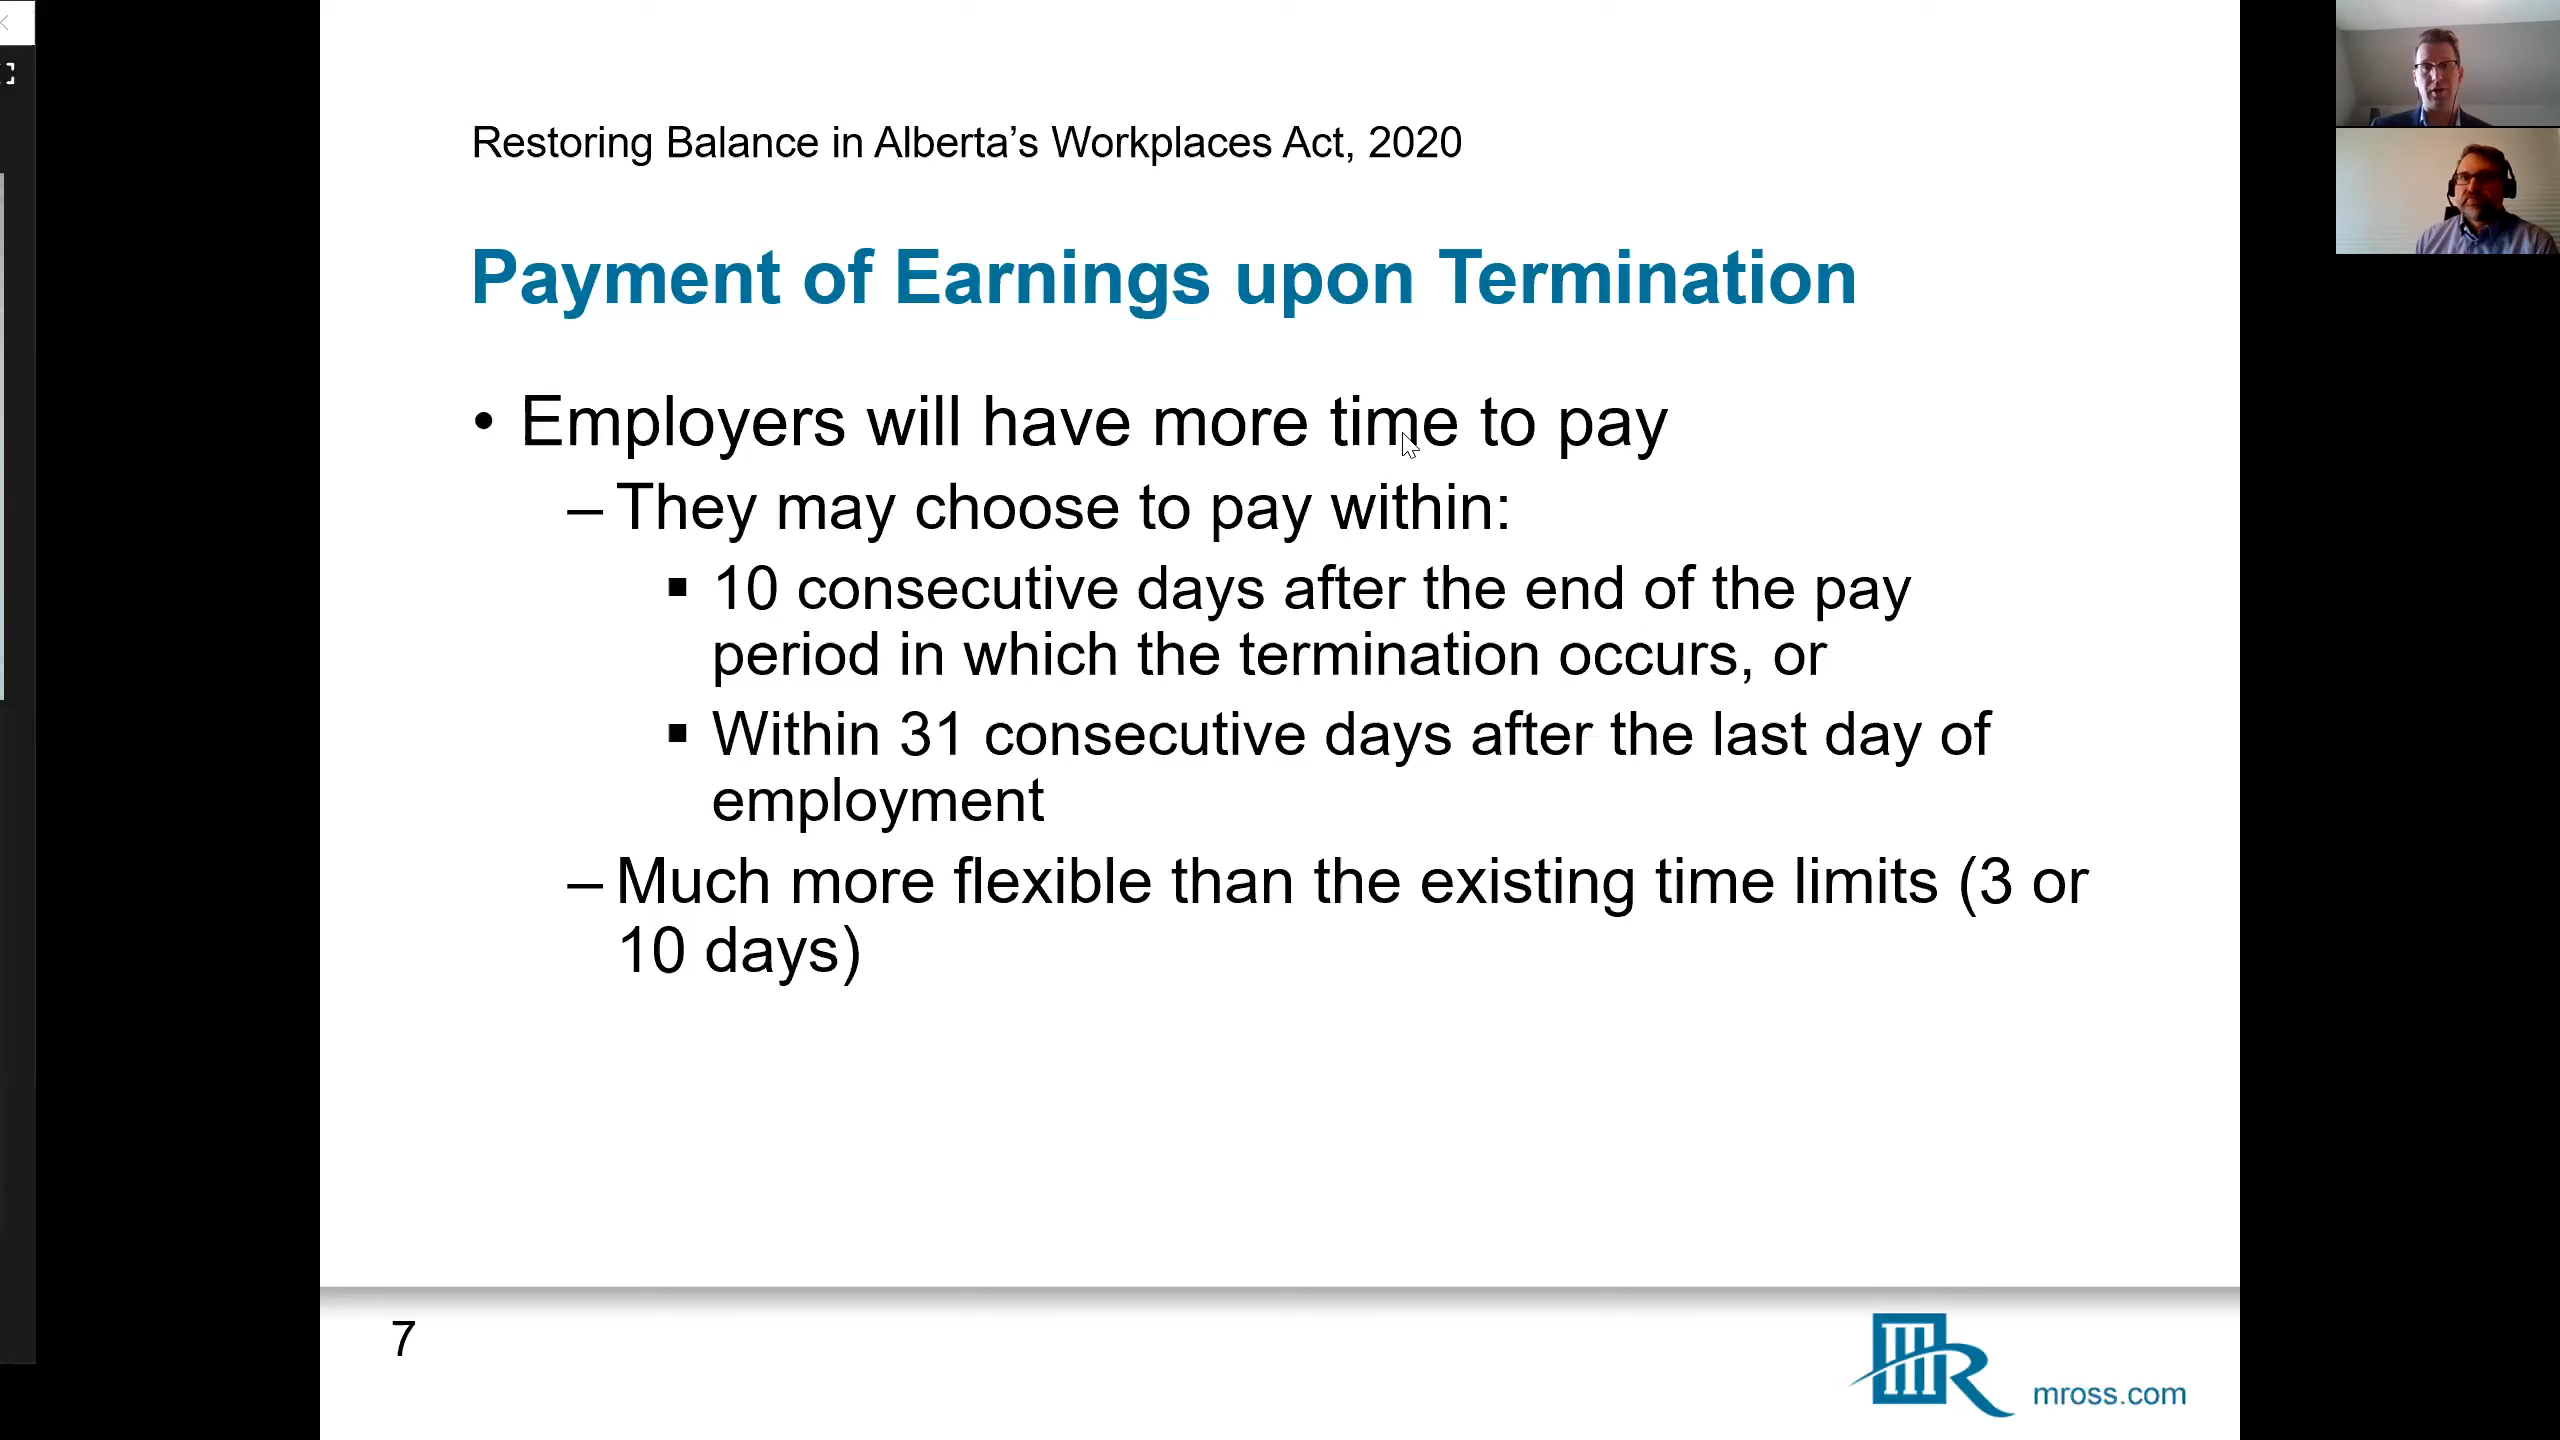 Restoring Balance in Alberta’s Workplaces Act, 2020
Payment of Earnings upon Termination
• Employers will have more time to pay
– They may choose to pay within:
▪ 10 consecutive days after the end of the pay
period in which the termination occurs, or
▪ Within 31 consecutive days after the last day of
employment
– Much more flexible than the existing time limits (3 or
10 days)
7
mross.com